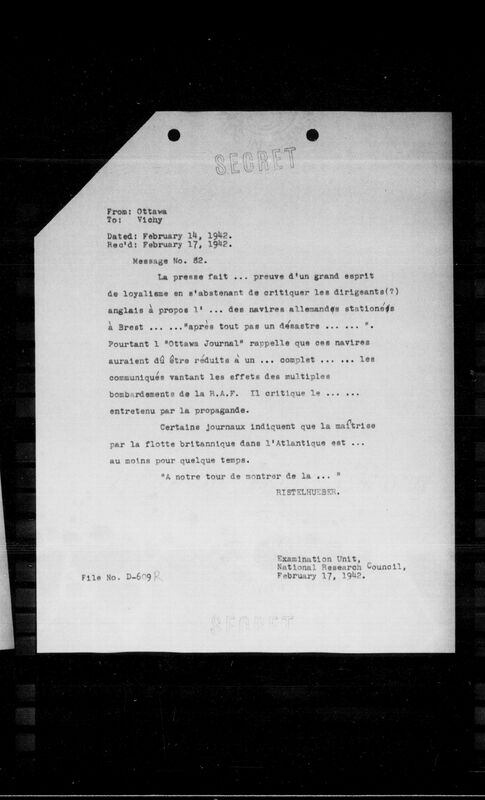 SECRET
From: Ottawa
To: Vichy
Dated: February 14, 1942.
Rec'd: February 17, 1942.
Message No. 82.
La presse fait ... preuve d'un grand esprit
de loyalisme en s'abstenant de critiquer les dirigeants(?)
anglais à propos l' ... des navires allemands stationnés
à Brest ... ..."après tout pas un désastre ... ... ".
Pourtant l "Ottawa Journal" rappelle que ces navires
auraient dû être réduits à un ... complet ... ... les
communiqués vantant les effets des multiples
bombardements de la R.A.F. Il critique le ... ...
entretenu par la propagande.
Certains journaux indiquent que la maîtrise
par la flotte britannique dans l'Atlantique est ...
au moins pour quelque temps.
"A notre tour de montrer de la ... "
RISTELHUEBER.
Examination Unit,
National Research Council,
February 17, 1942.
File No. D-609 R
SECRET